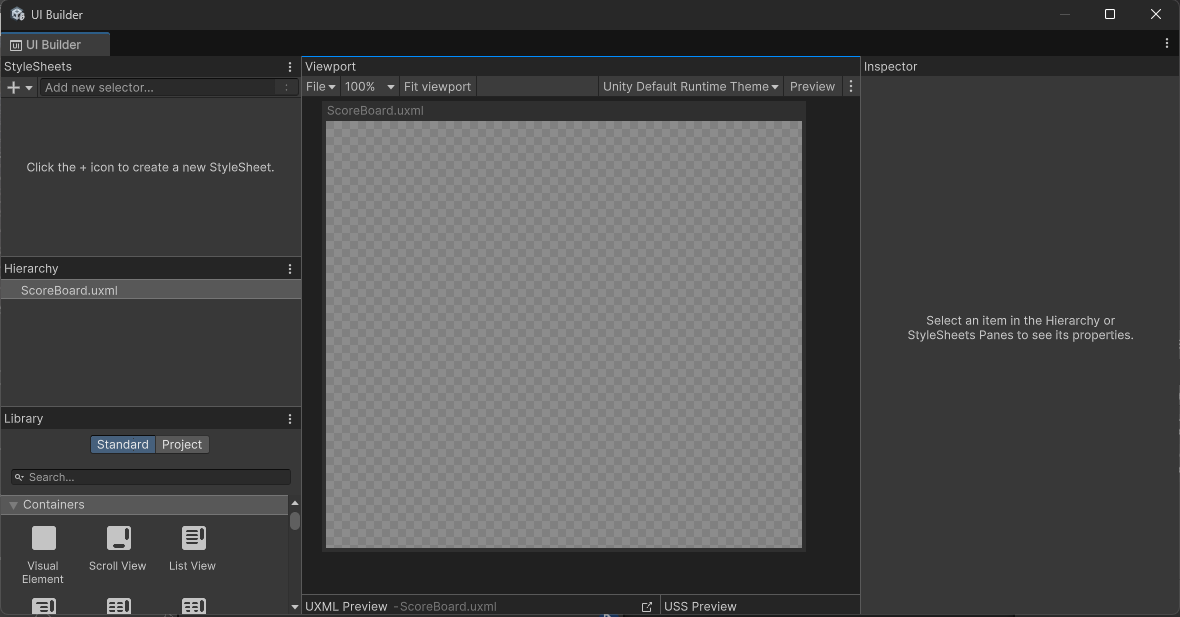 UI Builder
UI Builder
StyleSheets
Add new selector...
Click the + icon to create a new StyleSheet.
Hierarchy
ScoreBoard.uxml
Library
Standard Project
Search...
Containers
Visual Element
Scroll View
List View
Viewport
File 100% Fit viewport Unity Default Runtime Theme Preview
ScoreBoard.uxml
UXML Preview - ScoreBoard.uxml
USS Preview
Inspector
Select an item in the Hierarchy or
StyleSheets Panes to see its properties.